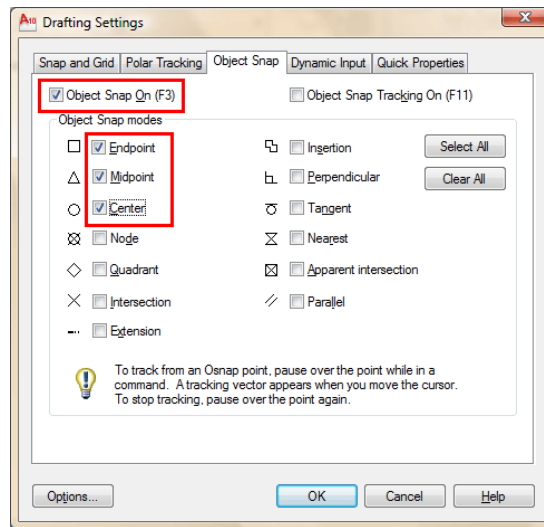 A10 Drafting Settings
X
Snap and Grid Polar Tracking Object Snap Dynamic Input Quick Properties
Object Snap On (F3)
Object Snap Tracking On (F11)
Object Snap modes
Endpoint
Midpoint
Center
Node
Quadrant
Intersection
Extension
Insertion
Perpendicular
Tangent
Nearest
Apparent intersection
Parallel
Select All
Clear All
To track from an Osnap point, pause over the point while in a
command. A tracking vector appears when you move the cursor.
To stop tracking, pause over the point again.
Options...
OK
Cancel
Help